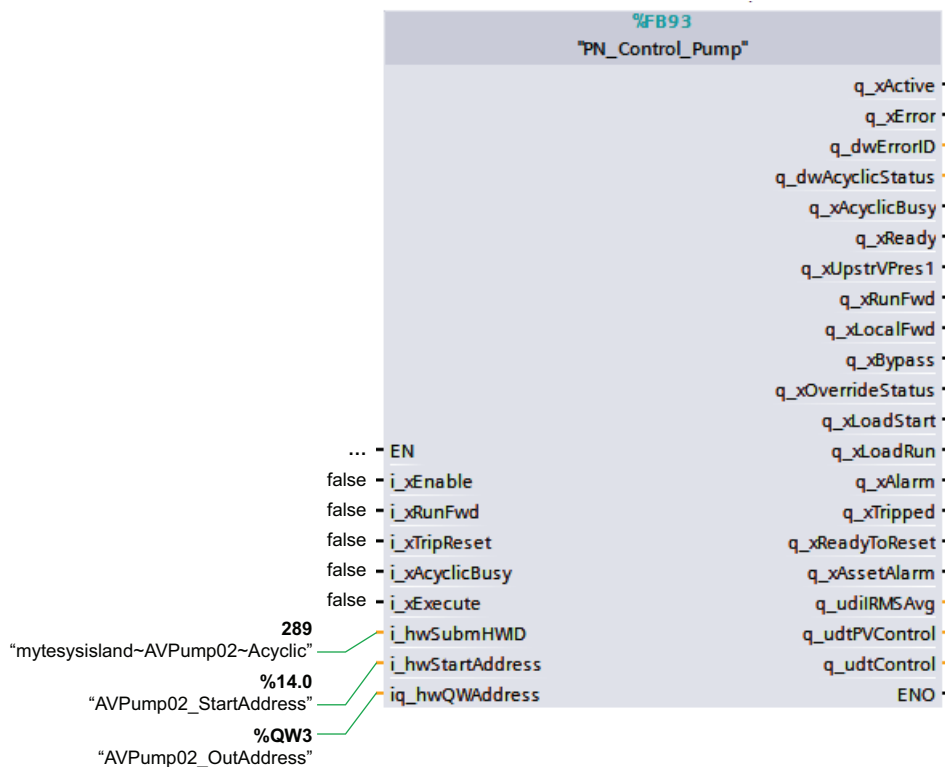 %FB93
"PN_Control_Pump"
q_xActive
q_xError
q_dwErrorID
q_dwAcyclicStatus
q_xAcyclicBusy
q_xReady
q_xUpstrVPres1
q_xRunFwd
q_xLocalFwd
q_xBypass
q_xOverrideStatus
q_xLoadStart
... EN q_xLoadRun
false i_xEnable q_xAlarm
false i_xRunFwd q_xTripped
false i_xTripReset q_xReadyToReset
false i_xAcyclicBusy q_xAssetAlarm
false i_xExecute q_udiIRMSAvg
289 i_hwSubmHWID q_udtPVControl
“mytesysisland~AVPump02~Acyclic”
i_hwStartAddress q_udtControl
%14.0
“AVPump02_StartAddress”
iq_hwQWAddress ENO
%QW3
“AVPump02_OutAddress”